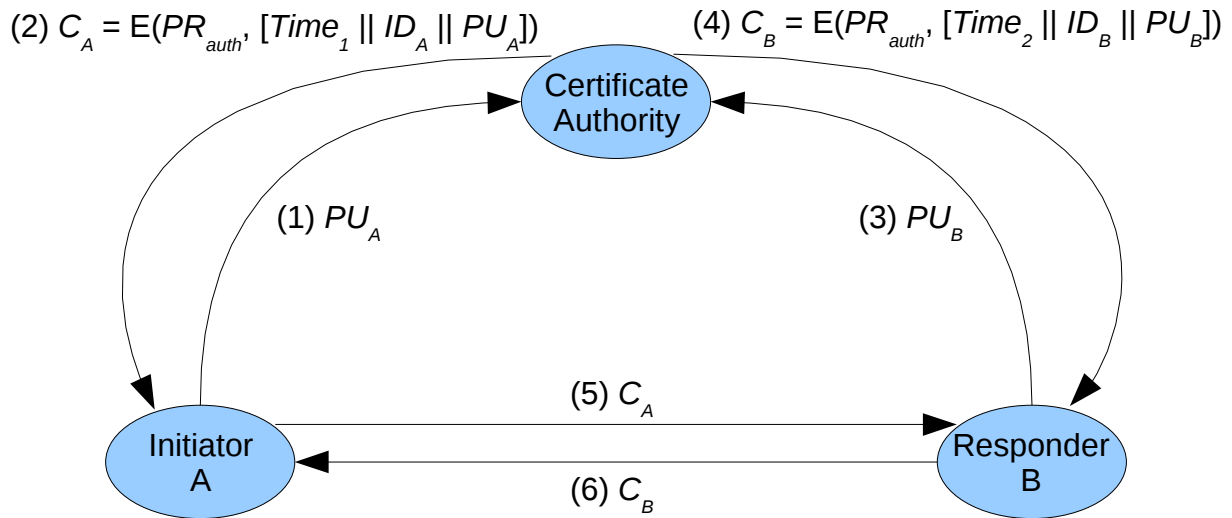 (2) C_A = E(PR_auth, [Time_1 || ID_A || PU_A])
(4) C_B = E(PR_auth, [Time_2 || ID_B || PU_B])
Certificate
Authority
(1) PU_A
(3) PU_B
(5) C_A
Initiator
A
Responder
B
(6) C_B